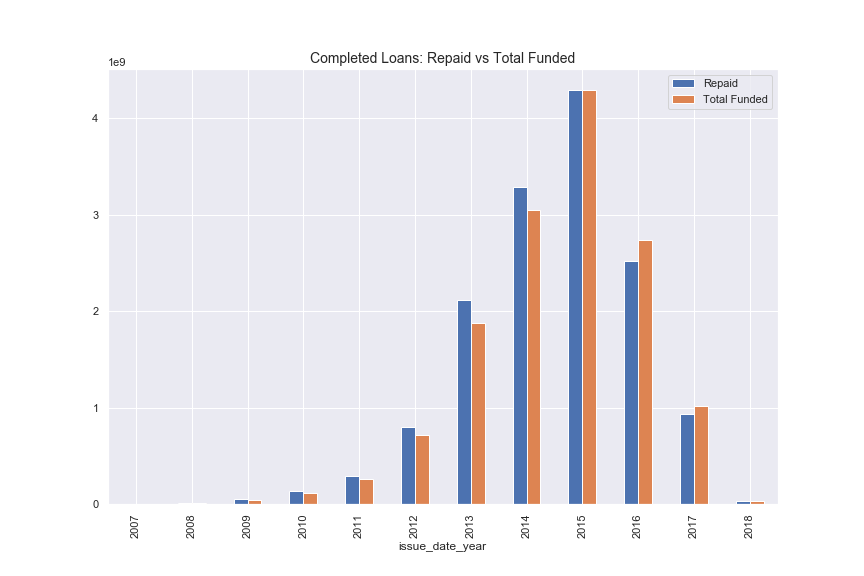 Completed Loans: Repaid vs Total Funded
1e9
Repaid
Total Funded
4
3
2
1
0
2007 2008 2009 2010 2011 2012 2013 2014 2015 2016 2017 2018
issue_date_year